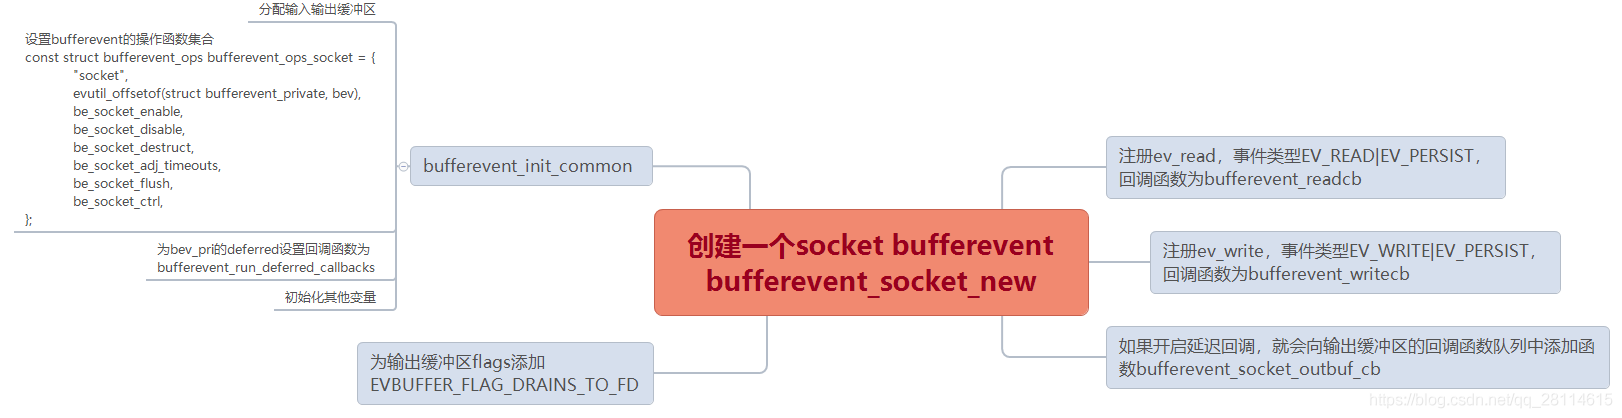 分配输入输出缓冲区
设置bufferevent的操作函数集合
const struct bufferevent_ops bufferevent_ops_socket = {
"socket",
evutil_offsetof(struct bufferevent_private, bev),
be_socket_enable,
be_socket_disable,
be_socket_destruct,
be_socket_adj_timeouts,
be_socket_flush,
be_socket_ctrl,
};
为bev_pri的deferred设置回调函数为
bufferevent_run_deferred_callbacks
初始化其他变量
bufferevent_init_common
为输出缓冲区flags添加
EVBUFFER_FLAG_DRAINS_TO_FD
创建一个socket bufferevent
bufferevent_socket_new
注册ev_read，事件类型EV_READ|EV_PERSIST，
回调函数为bufferevent_readcb
注册ev_write，事件类型EV_WRITE|EV_PERSIST，
回调函数为bufferevent_writecb
如果开启延迟回调，就会向输出缓冲区的回调函数队列中添加函
数bufferevent_socket_outbuf_cb
https://blog.csdn.net/qq_28114615